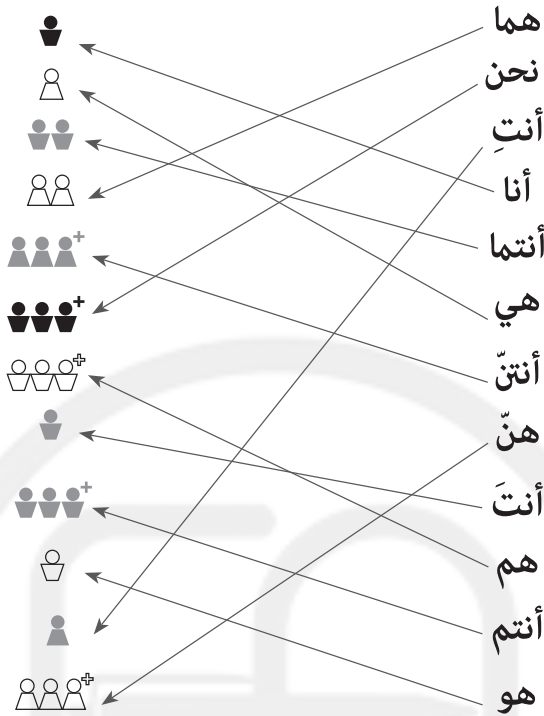 هما
نحن
أنتِ
أنا
أنتما
هي
أنتنّ
هنّ
أنتَ
هم
أنتم
هو